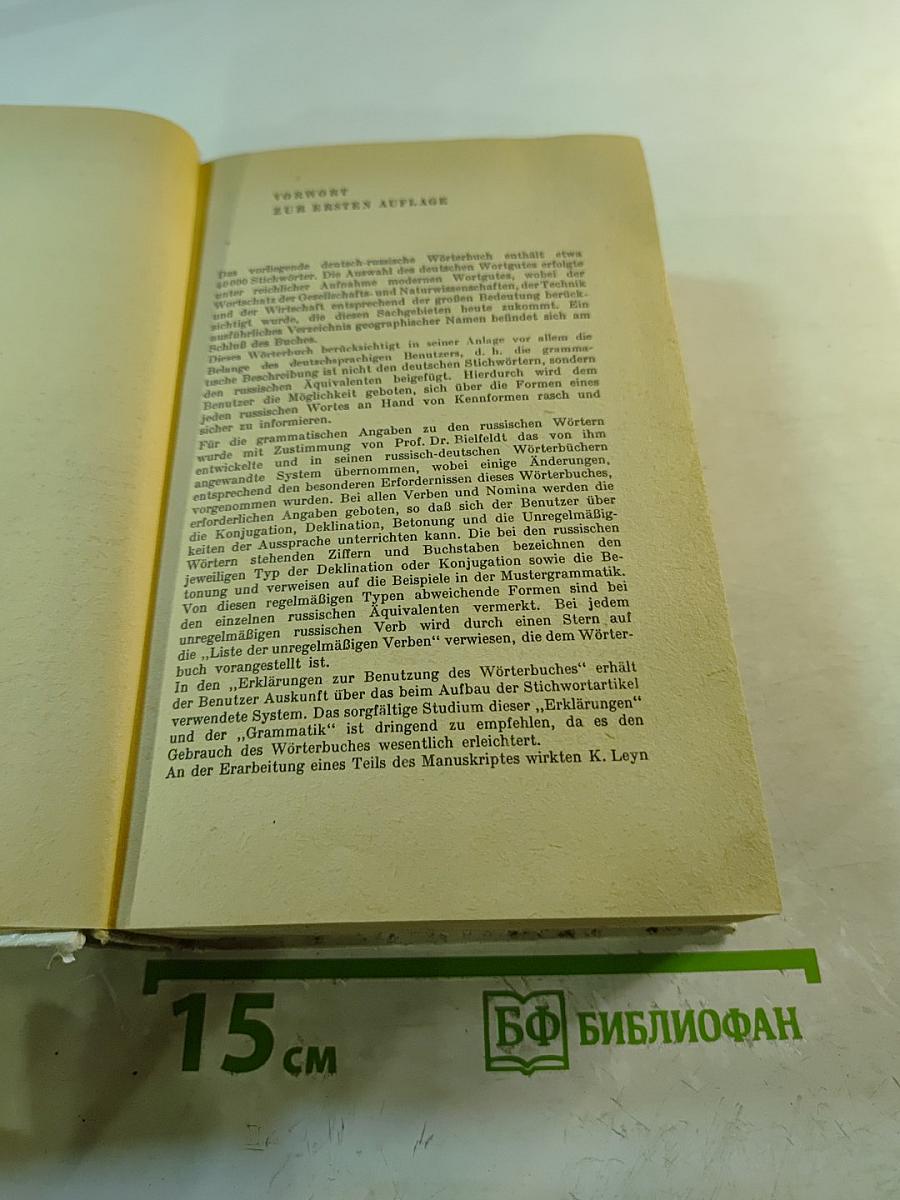 VORWORT
ZUR ERSTEN AUFLAGE
Das vorliegende deutsch-russische Wörterbuch enthält etwa
40000 Stichwörter. Die Auswahl des deutschen Wortgutes erfolgte
unter reichlicher Aufnahme modernen Wortgutes, wobei der
Wortschatz der Gesellschafts- und Naturwissenschaften, der Technik
und der Wirtschaft entsprechend der großen Bedeutung berück-
sichtigt wurde, die diesen Sachgebieten heute zukommt. Ein
ausführliches Verzeichnis geographischer Namen befindet sich am
Schluß des Buches.
Dieses Wörterbuch berücksichtigt in seiner Anlage vor allem die
Belange des deutschsprachigen Benutzers, d. h. die gramma-
tische Beschreibung ist nicht den deutschen Stichwörtern, sondern
den russischen Äquivalenten beigefügt. Hierdurch wird dem
Benutzer die Möglichkeit geboten, sich über die Formen eines
jeden russischen Wortes an Hand von Kennformen rasch und
sicher zu informieren.
Für die grammatischen Angaben zu den russischen Wörtern
wurde mit Zustimmung von Prof. Dr. Bielfeldt das von ihm
entwickelte und in seinen russisch-deutschen Wörterbüchern
angewandte System übernommen, wobei einige Änderungen,
entsprechend den besonderen Erfordernissen dieses Wörterbuches,
vorgenommen wurden. Bei allen Verben und Nomina werden die
erforderlichen Angaben geboten, so daß sich der Benutzer über
die Konjugation, Deklination, Betonung und die Unregelmäßig-
keiten der Aussprache unterrichten kann. Die bei den russischen
Wörtern stehenden Ziffern und Buchstaben bezeichnen den
jeweiligen Typ der Deklination oder Konjugation sowie die Be-
tonung und verweisen auf die Beispiele in der Mustergrammatik.
Von diesen regelmäßigen Typen abweichende Formen sind bei
den einzelnen russischen Äquivalenten vermerkt. Bei jedem
unregelmäßigen russischen Verb wird durch einen Stern auf
die „Liste der unregelmäßigen Verben“ verwiesen, die dem Wörter-
buch vorangestellt ist.
In den „Erklärungen zur Benutzung des Wörterbuches“ erhält
der Benutzer Auskunft über das beim Aufbau der Stichwortartikel
verwendete System. Das sorgfältige Studium dieser „Erklärungen“
und der „Grammatik“ ist dringend zu empfehlen, da es den
Gebrauch des Wörterbuches wesentlich erleichtert.
An der Erarbeitung eines Teils des Manuskriptes wirkten K. Leyn
15 см
БФ БИБЛИОФАН